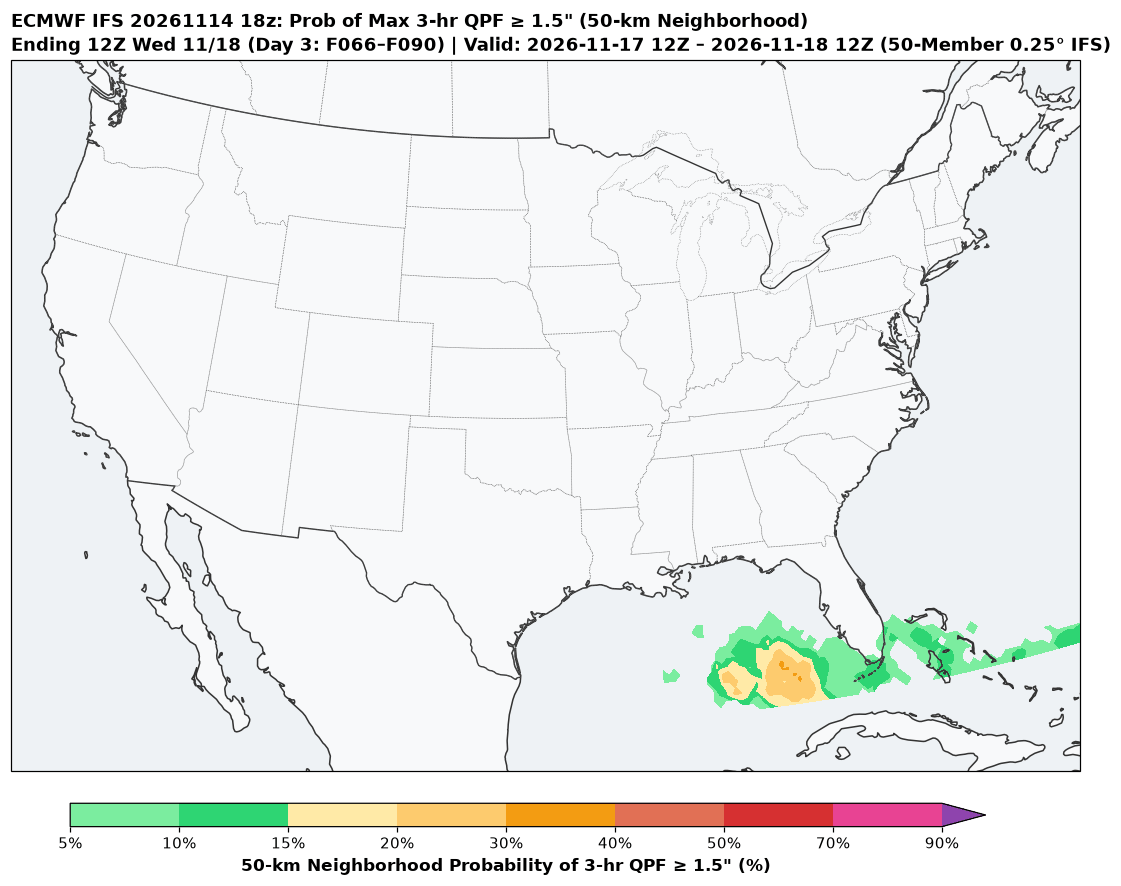 ECMWF IFS 20261114 18z: Prob of Max 3-hr QPF ≥ 1.5" (50-km Neighborhood)
Ending 12Z Wed 11/18 (Day 3: F066–F090) | Valid: 2026-11-17 12Z – 2026-11-18 12Z (50-Member 0.25° IFS)
5% 10% 15% 20% 30% 40% 50% 70% 90%
50-km Neighborhood Probability of 3-hr QPF ≥ 1.5" (%)